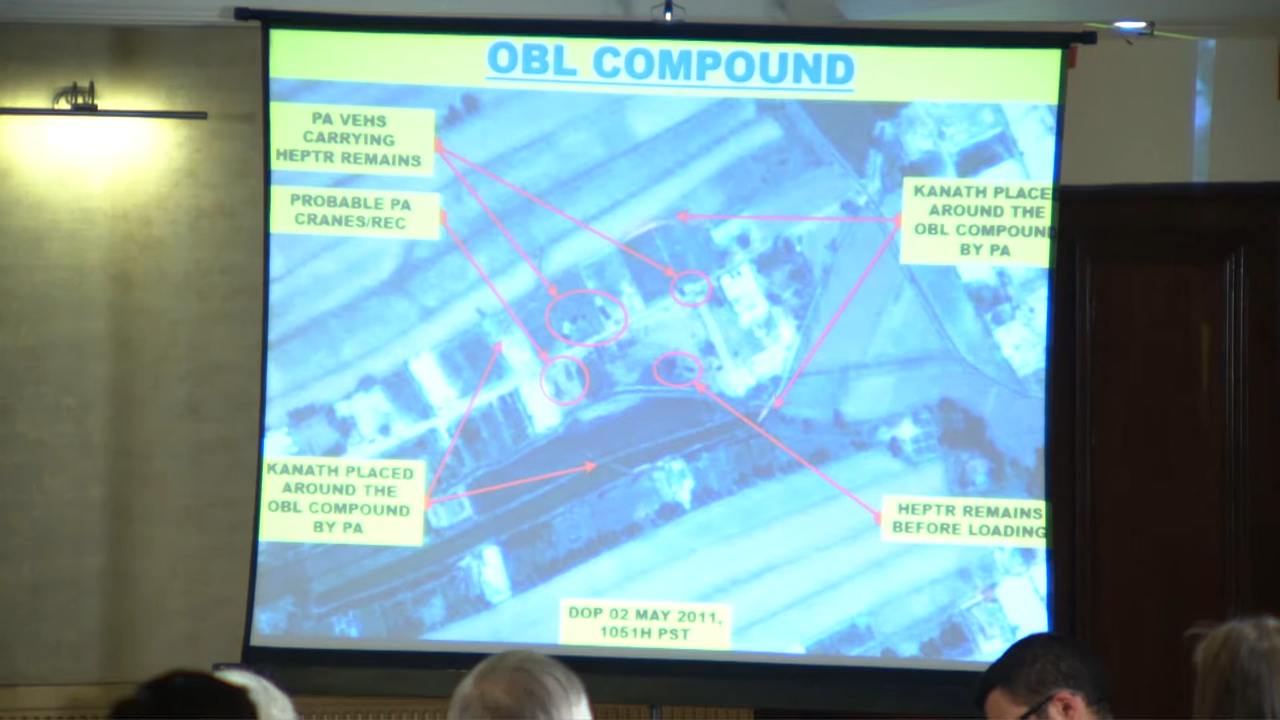 OBL COMPOUND
PA VEHS
CARRYING
HEPTR REMAINS
PROBABLE PA
CRANES/REC
KANATH PLACE
AROUND THE
OBL COMPOUND
BY PA
KANATH PLACED
AROUND THE
OBL COMPOUND
BY PA
HEPTR REMAINS
BEFORE LOADING
DOP 02 MAY 2011,
1051H PST